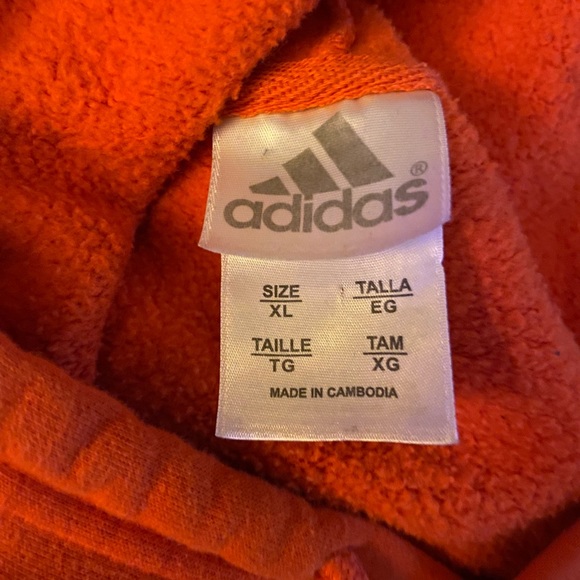 adidas®
SIZE TALLA
XL EG
TAILLE TAM
TG XG
MADE IN CAMBODIA